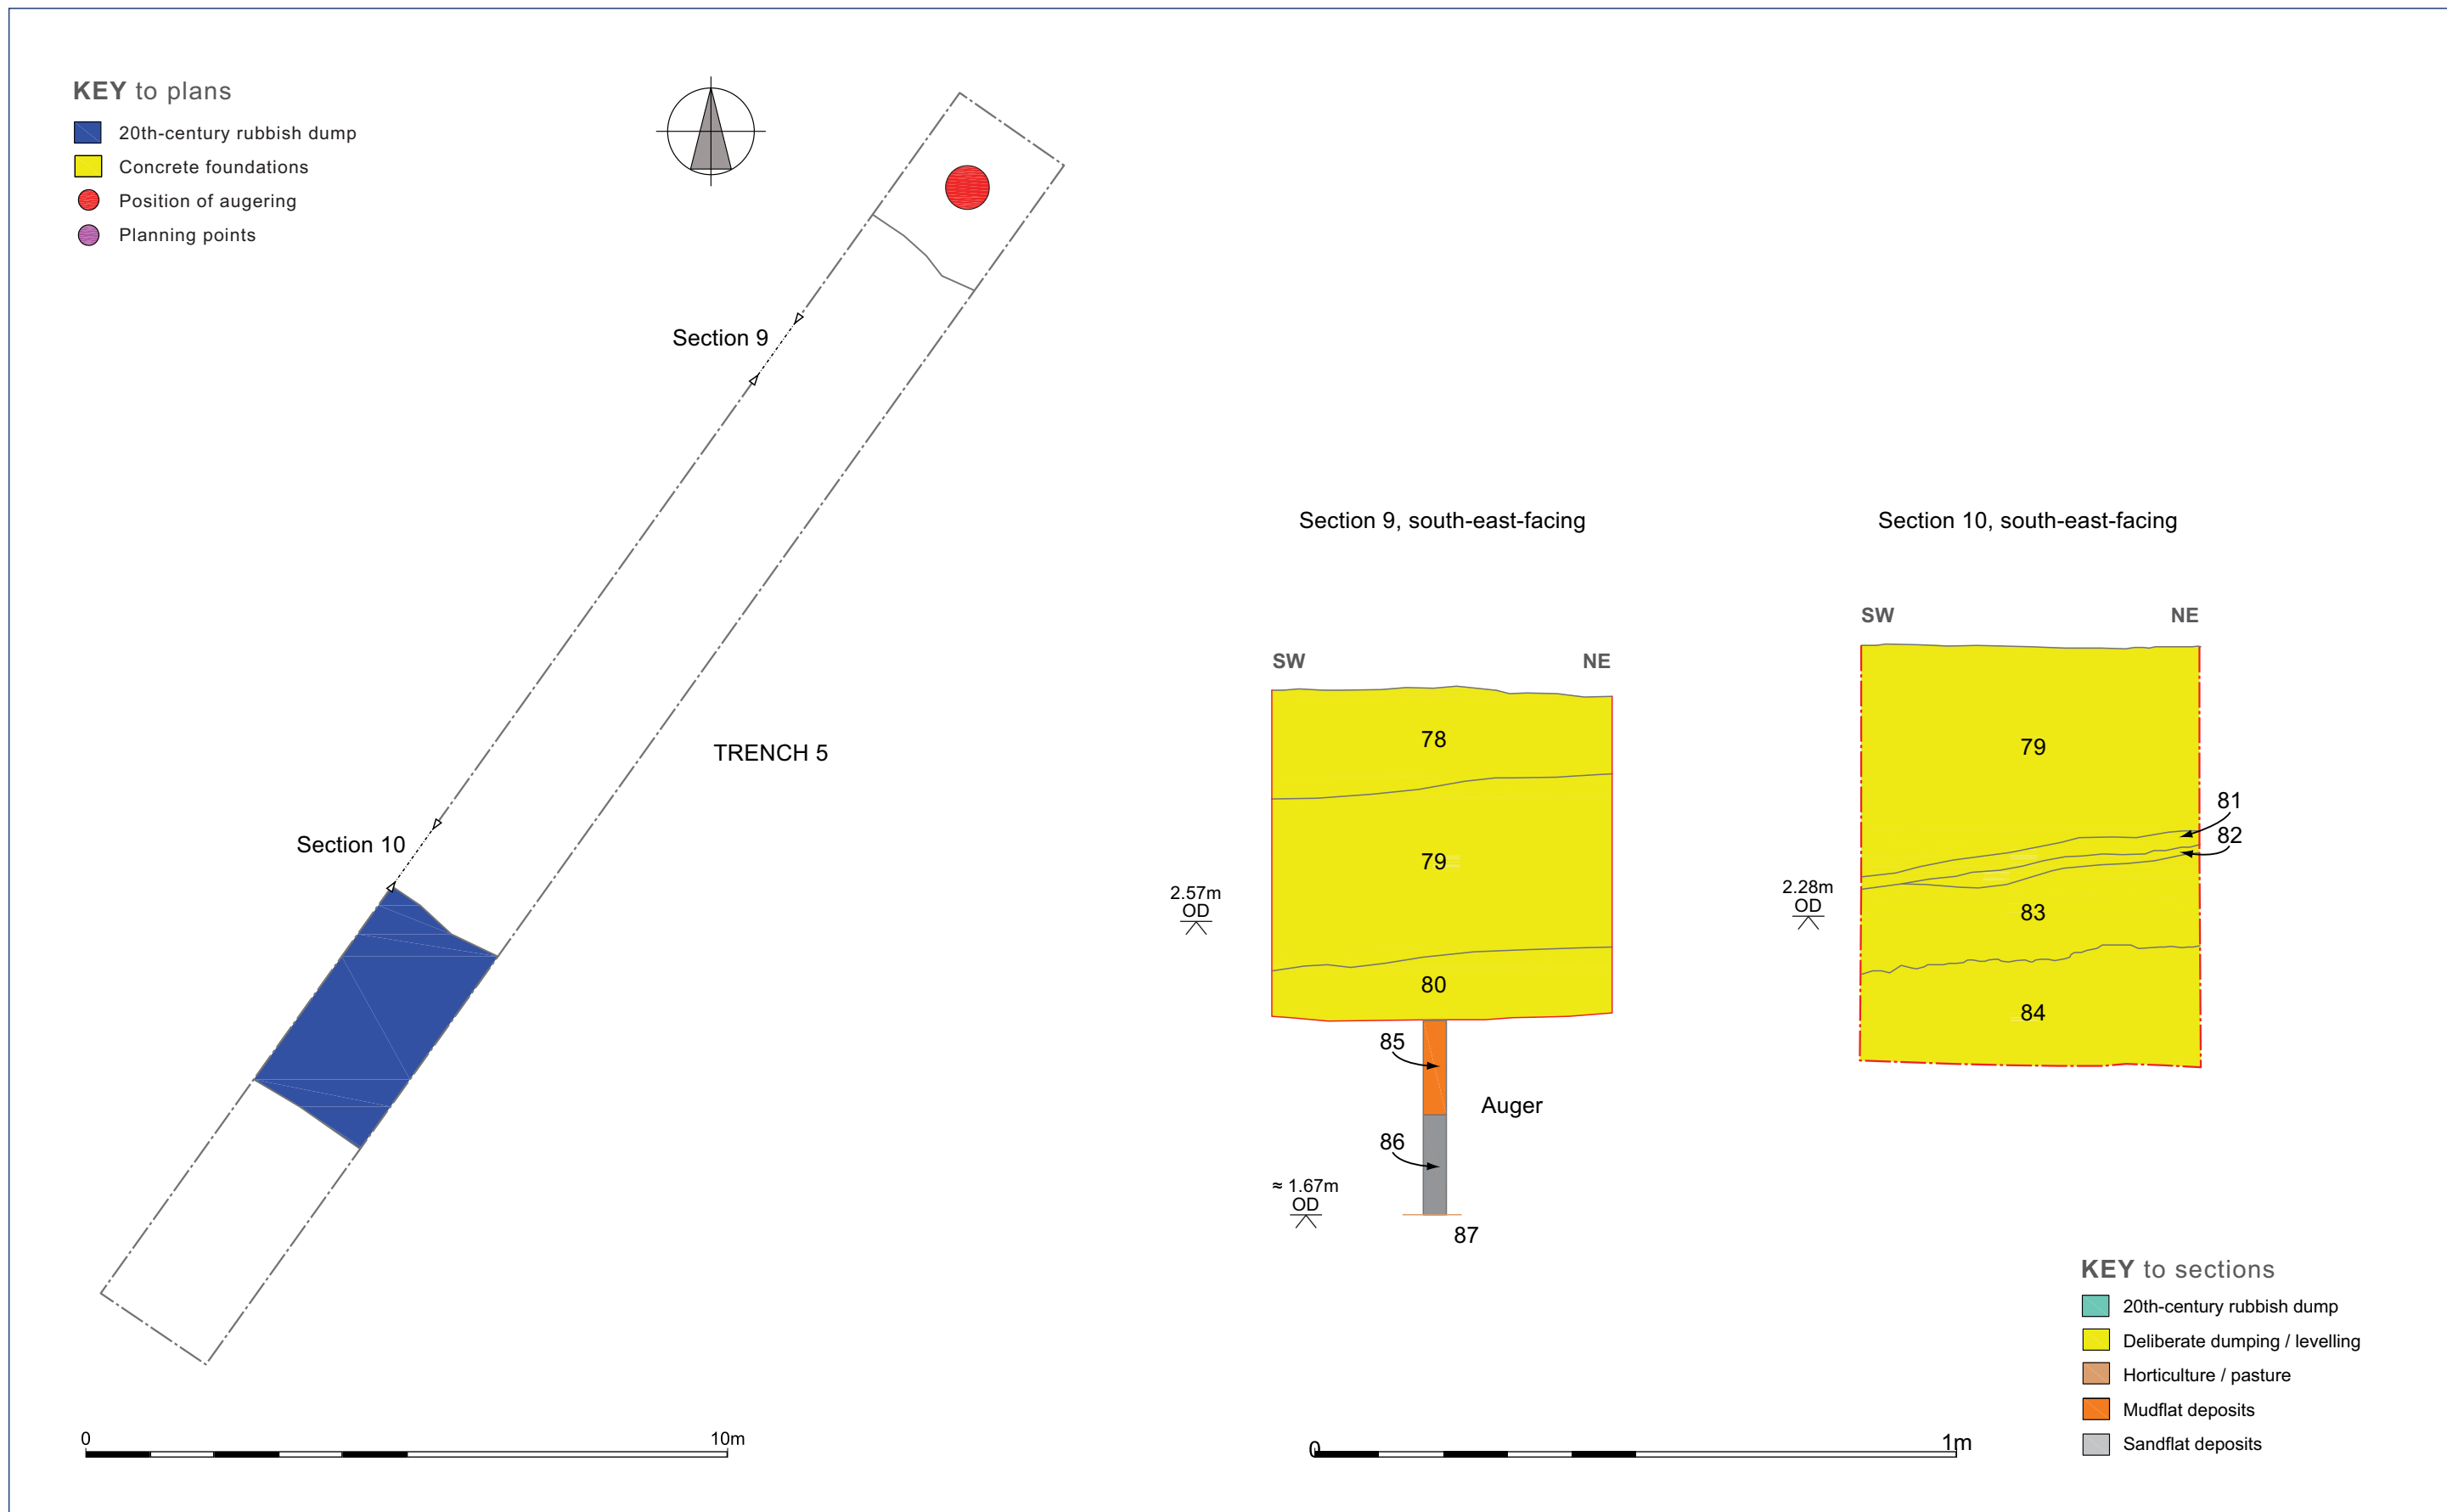 KEY to plans
20th-century rubbish dump
Concrete foundations
Position of augering
Planning points
Section 9
TRENCH 5
Section 10
0
10m
Section 9, south-east-facing
SW
NE
78
79
80
2.57m
OD
85
86
Auger
≈ 1.67m
OD
87
Section 10, south-east-facing
SW
NE
79
81
82
83
84
2.28m
OD
0
1m
KEY to sections
20th-century rubbish dump
Deliberate dumping / levelling
Horticulture / pasture
Mudflat deposits
Sandflat deposits